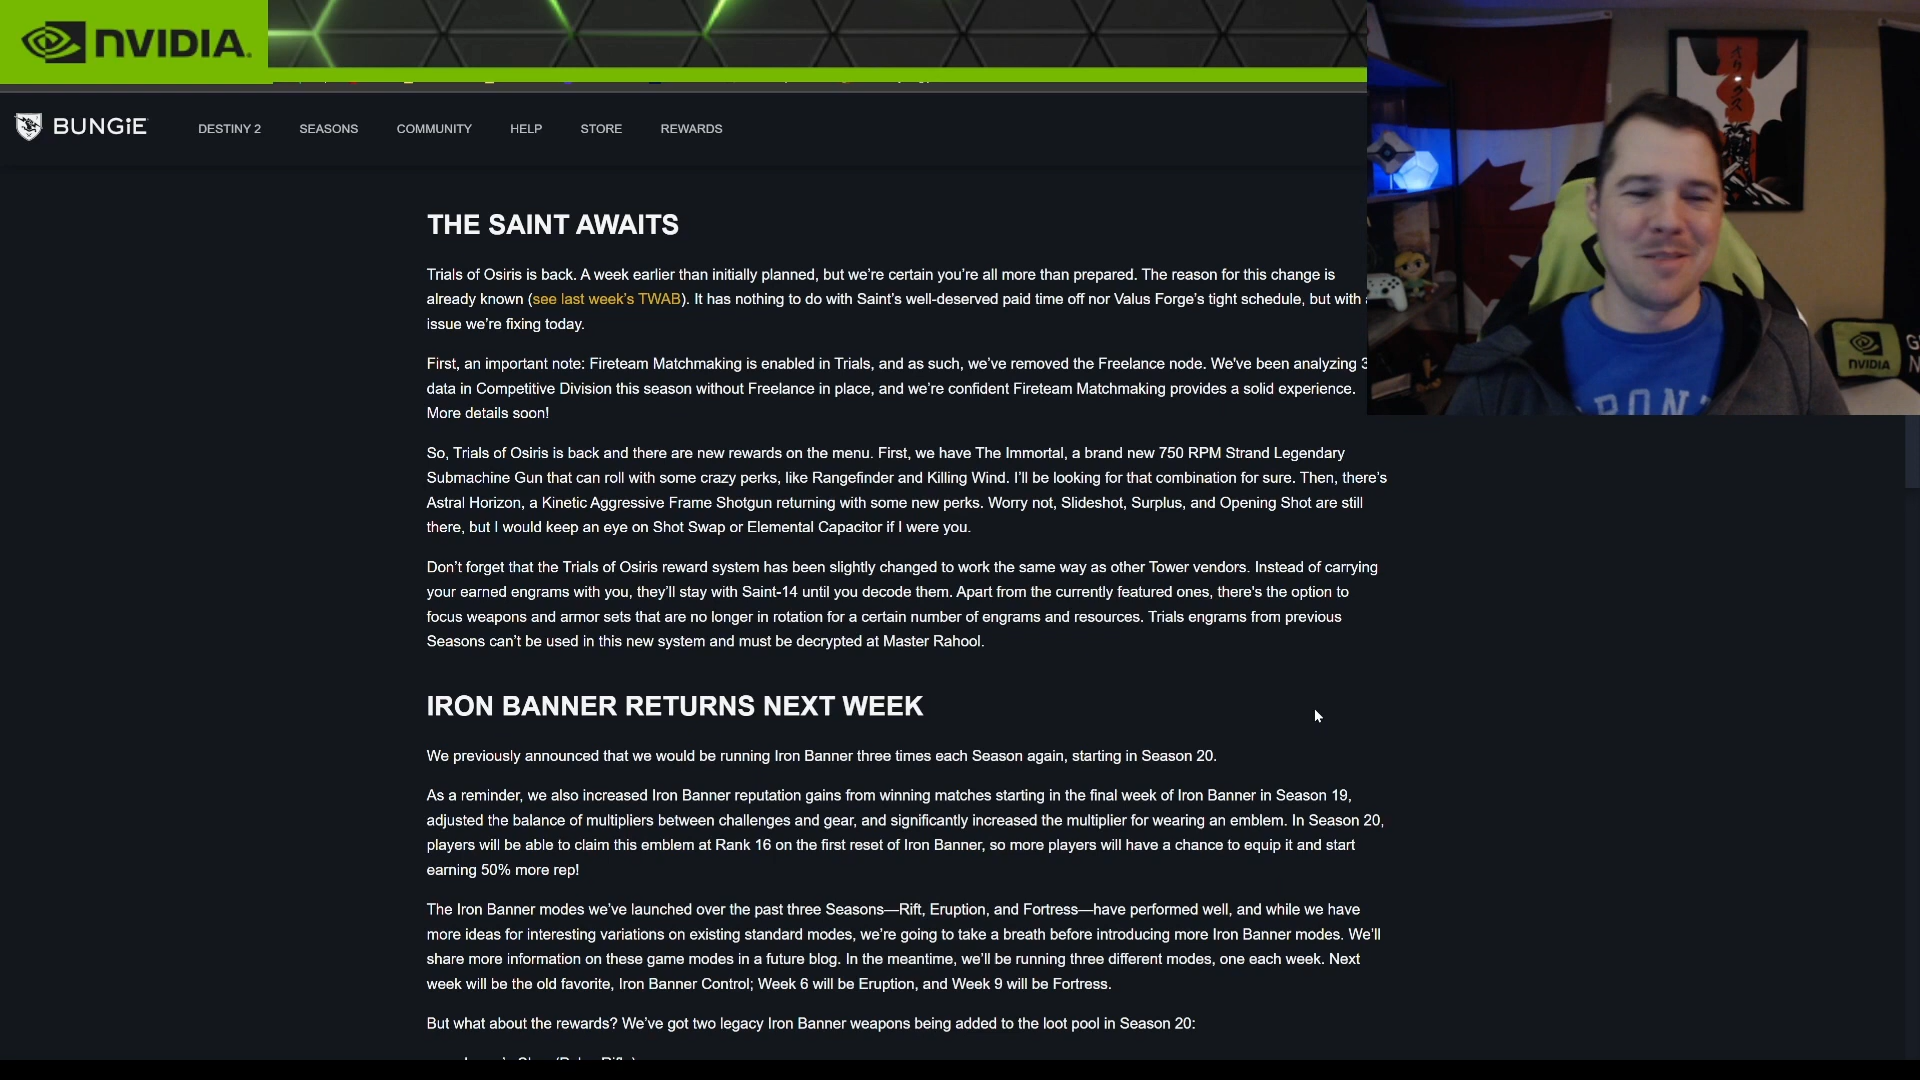 NVIDIA.
BUNGiE
DESTINY 2 SEASONS COMMUNITY HELP STORE REWARDS
THE SAINT AWAITS
Trials of Osiris is back. A week earlier than initially planned, but we're certain you're all more than prepared. The reason for this change is
already known (see last week's TWAB). It has nothing to do with Saint's well-deserved paid time off nor Valus Forge's tight schedule, but with
issue we're fixing today.
First, an important note: Fireteam Matchmaking is enabled in Trials, and as such, we've removed the Freelance node. We've been analyzing 3
data in Competitive Division this season without Freelance in place, and we're confident Fireteam Matchmaking provides a solid experience.
More details soon!
So, Trials of Osiris is back and there are new rewards on the menu. First, we have The Immortal, a brand new 750 RPM Strand Legendary
Submachine Gun that can roll with some crazy perks, like Rangefinder and Killing Wind. I'll be looking for that combination for sure. Then, there's
Astral Horizon, a Kinetic Aggressive Frame Shotgun returning with some new perks. Worry not, Slideshot, Surplus, and Opening Shot are still
there, but I would keep an eye on Shot Swap or Elemental Capacitor if I were you.
Don't forget that the Trials of Osiris reward system has been slightly changed to work the same way as other Tower vendors. Instead of carrying
your earned engrams with you, they'll stay with Saint-14 until you decode them. Apart from the currently featured ones, there's the option to
focus weapons and armor sets that are no longer in rotation for a certain number of engrams and resources. Trials engrams from previous
Seasons can't be used in this new system and must be decrypted at Master Rahool.
IRON BANNER RETURNS NEXT WEEK
We previously announced that we would be running Iron Banner three times each Season again, starting in Season 20.
As a reminder, we also increased Iron Banner reputation gains from winning matches starting in the final week of Iron Banner in Season 19,
adjusted the balance of multipliers between challenges and gear, and significantly increased the multiplier for wearing an emblem. In Season 20,
players will be able to claim this emblem at Rank 16 on the first reset of Iron Banner, so more players will have a chance to equip it and start
earning 50% more rep!
The Iron Banner modes we've launched over the past three Seasons—Rift, Eruption, and Fortress—have performed well, and while we have
more ideas for interesting variations on existing standard modes, we're going to take a breath before introducing more Iron Banner modes. We'll
share more information on these game modes in a future blog. In the meantime, we'll be running three different modes, one each week. Next
week will be the old favorite, Iron Banner Control; Week 6 will be Eruption, and Week 9 will be Fortress.
But what about the rewards? We've got two legacy Iron Banner weapons being added to the loot pool in Season 20:
NVIDIA